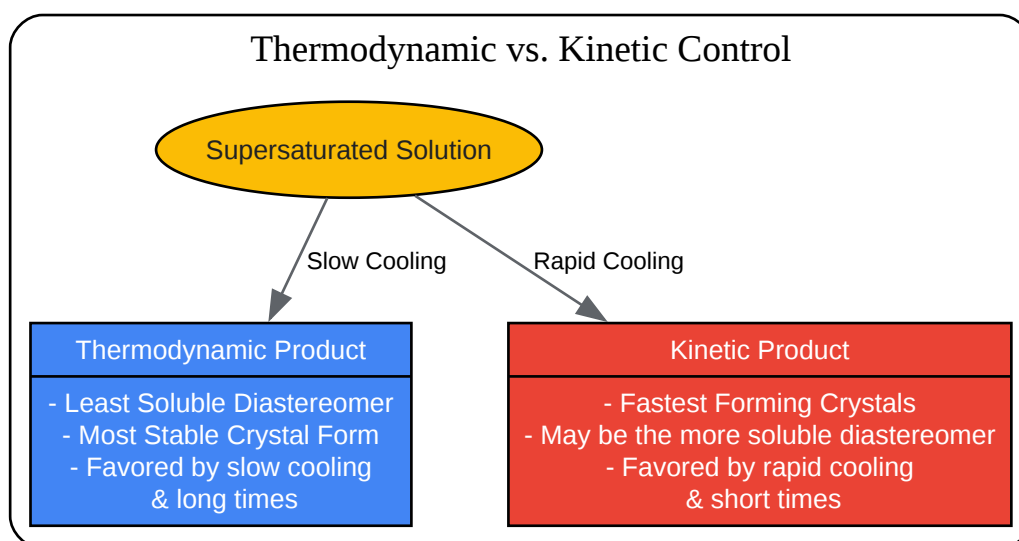 Thermodynamic vs. Kinetic Control
Supersaturated Solution
Slow Cooling
Rapid Cooling
Thermodynamic Product
- Least Soluble Diastereomer
- Most Stable Crystal Form
- Favored by slow cooling
& long times
Kinetic Product
- Fastest Forming Crystals
- May be the more soluble diastereomer
- Favored by rapid cooling
& short times